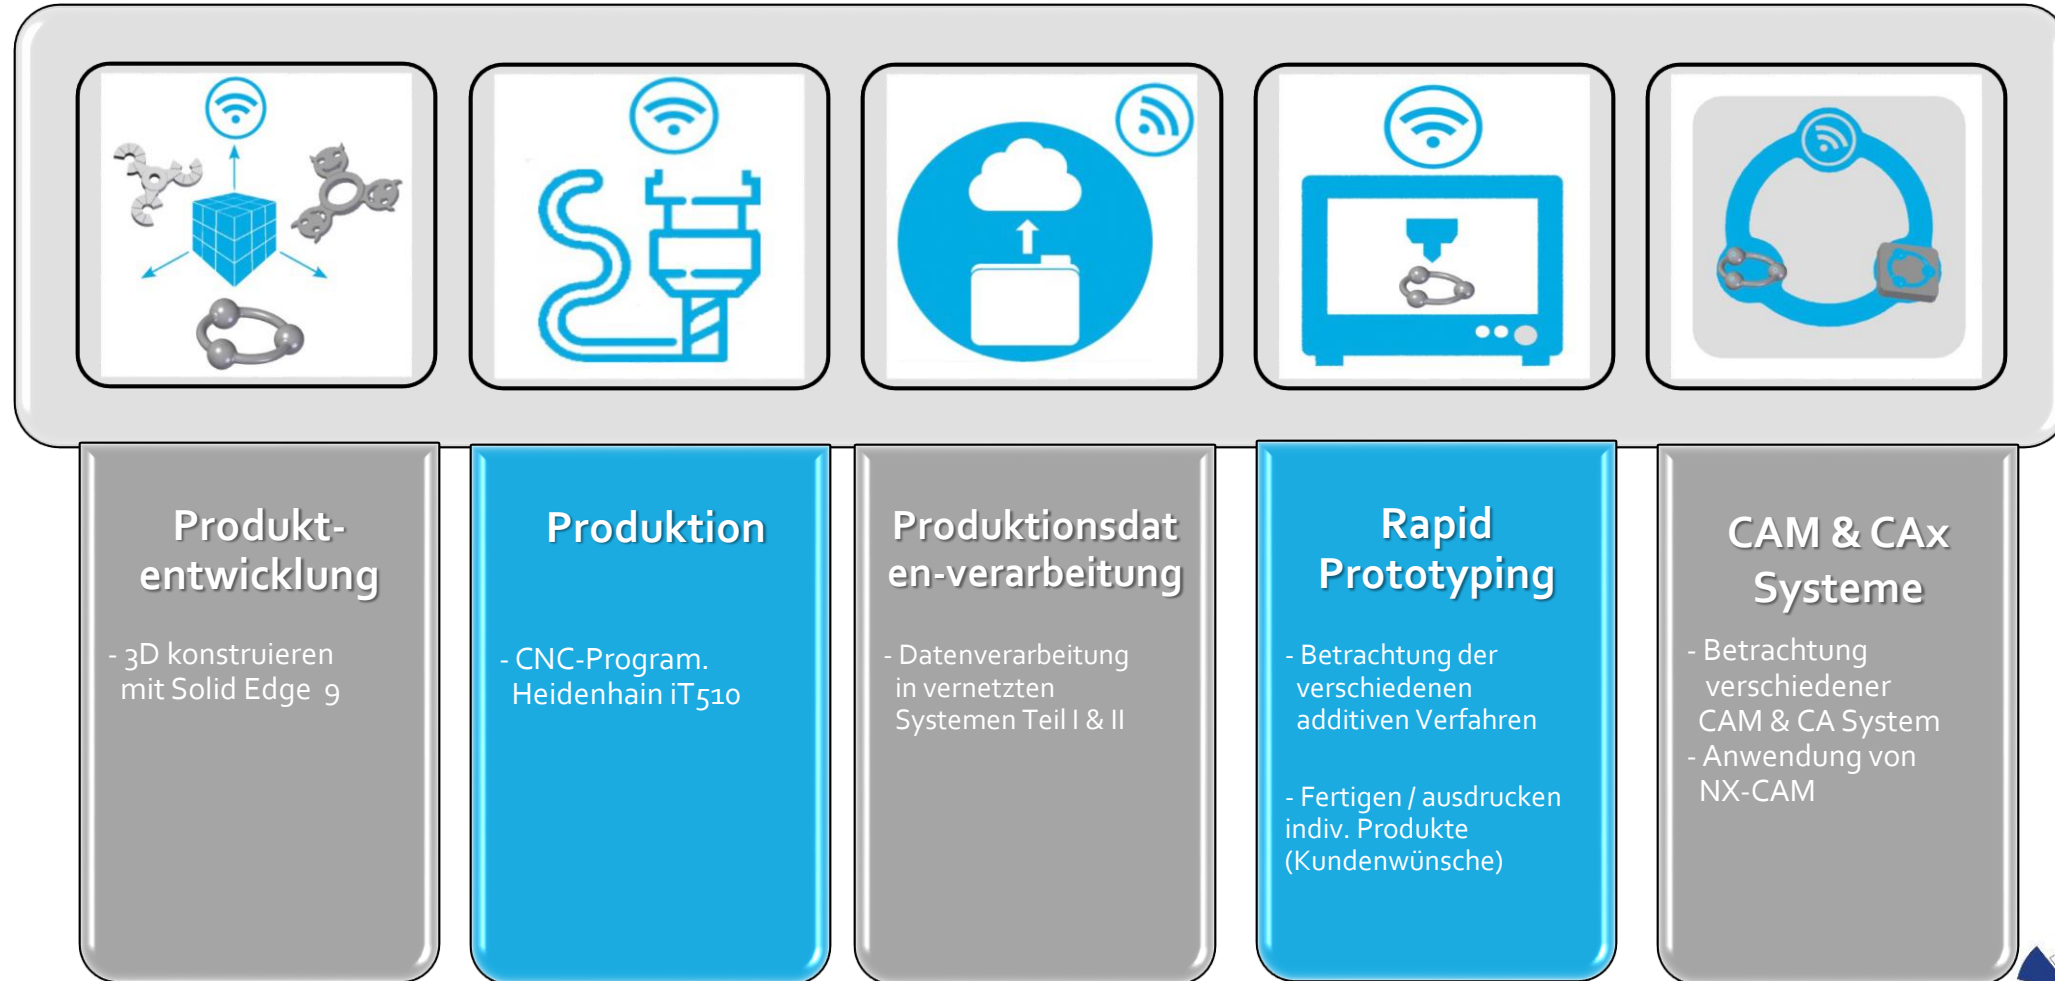 Produkt-
entwicklung
- 3D konstruieren
mit Solid Edge 9
Produktion
- CNC-Program.
Heidenhain iT510
Produktionsdat
en-verarbeitung
- Datenverarbeitung
in vernetzten
Systemen Teil I & II
Rapid
Prototyping
- Betrachtung der
verschiedenen
additiven Verfahren
- Fertigen / ausdrucken
indiv. Produkte
(Kundenwünsche)
CAM & CAx
Systeme
- Betrachtung
verschiedener
CAM & CA System
- Anwendung von
NX-CAM